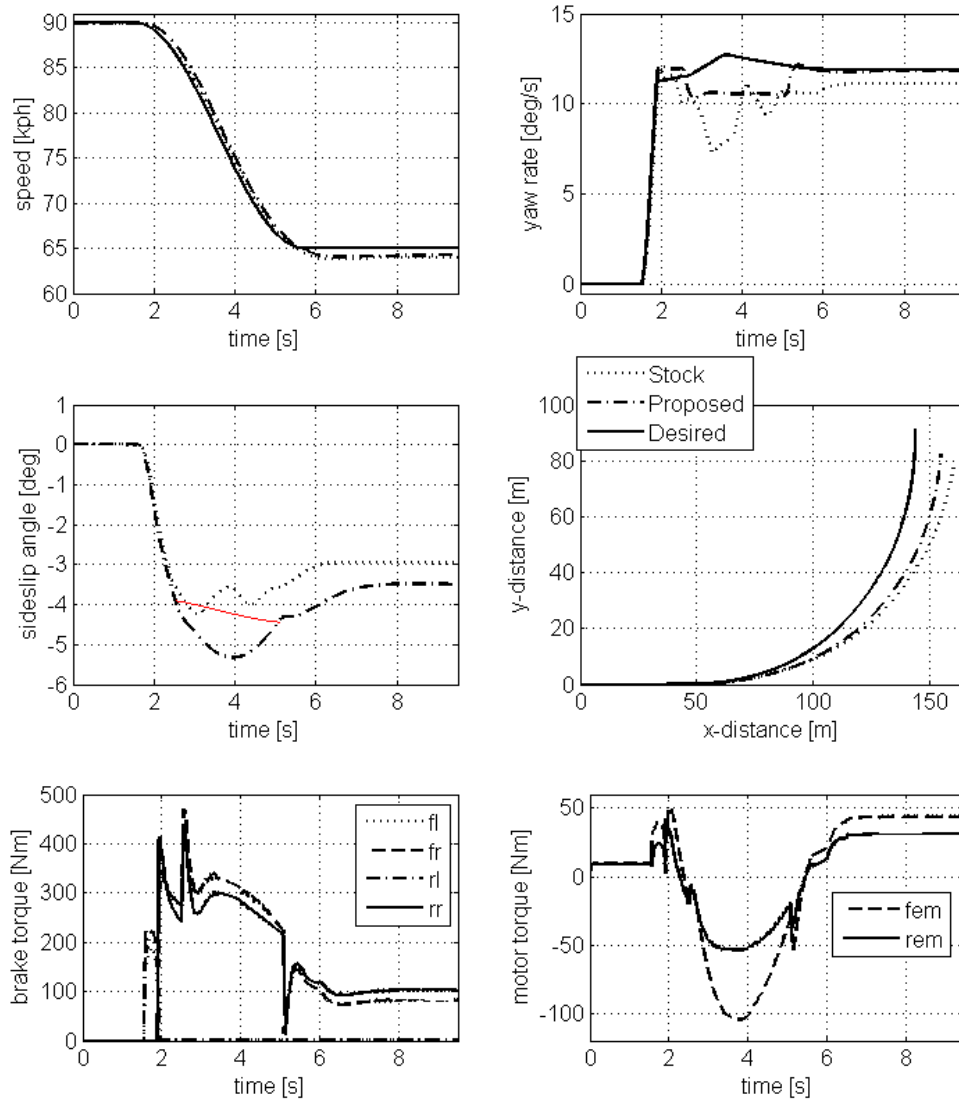 90
85
80
75
70
65
60
speed [kph]
0 2 4 6 8
time [s]
15
10
5
0
yaw rate [deg/s]
0 2 4 6 8
time [s]
Stock
Proposed
Desired
1
0
-1
-2
-3
-4
-5
-6
sideslip angle [deg]
0 2 4 6 8
time [s]
100
80
60
40
20
0
y-distance [m]
0 50 100 150
x-distance [m]
500
400
300
200
100
0
brake torque [Nm]
fl
fr
rl
rr
0 2 4 6 8
time [s]
50
0
-50
-100
motor torque [Nm]
fem
rem
0 2 4 6 8
time [s]